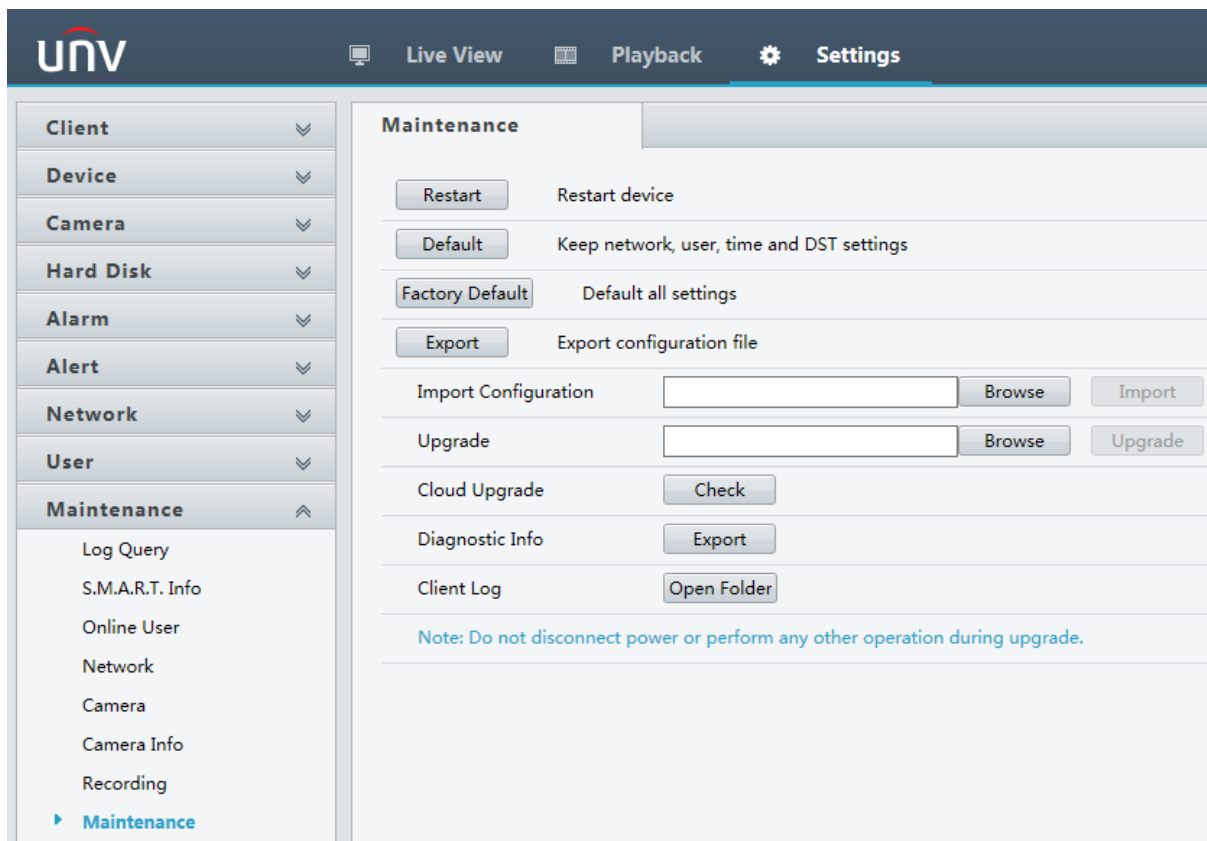 unv
Live View Playback Settings
Client
Device
Camera
Hard Disk
Alarm
Alert
Network
User
Maintenance
Log Query
S.M.A.R.T. Info
Online User
Network
Camera
Camera Info
Recording
Maintenance
Maintenance
Restart Restart device
Default Keep network, user, time and DST settings
Factory Default Default all settings
Export Export configuration file
Import Configuration Browse Import
Upgrade Browse Upgrade
Cloud Upgrade Check
Diagnostic Info Export
Client Log Open Folder
Note: Do not disconnect power or perform any other operation during upgrade.